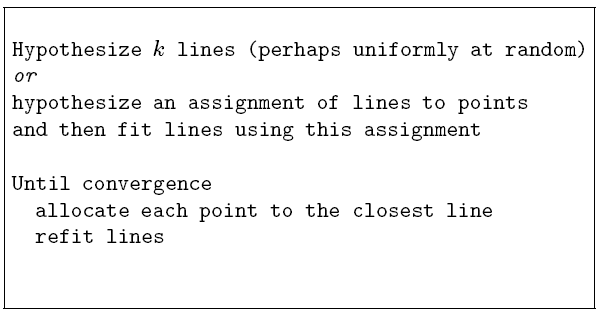 Hypothesize k lines (perhaps uniformly at random)
or
hypothesize an assignment of lines to points
and then fit lines using this assignment
Until convergence
allocate each point to the closest line
refit lines